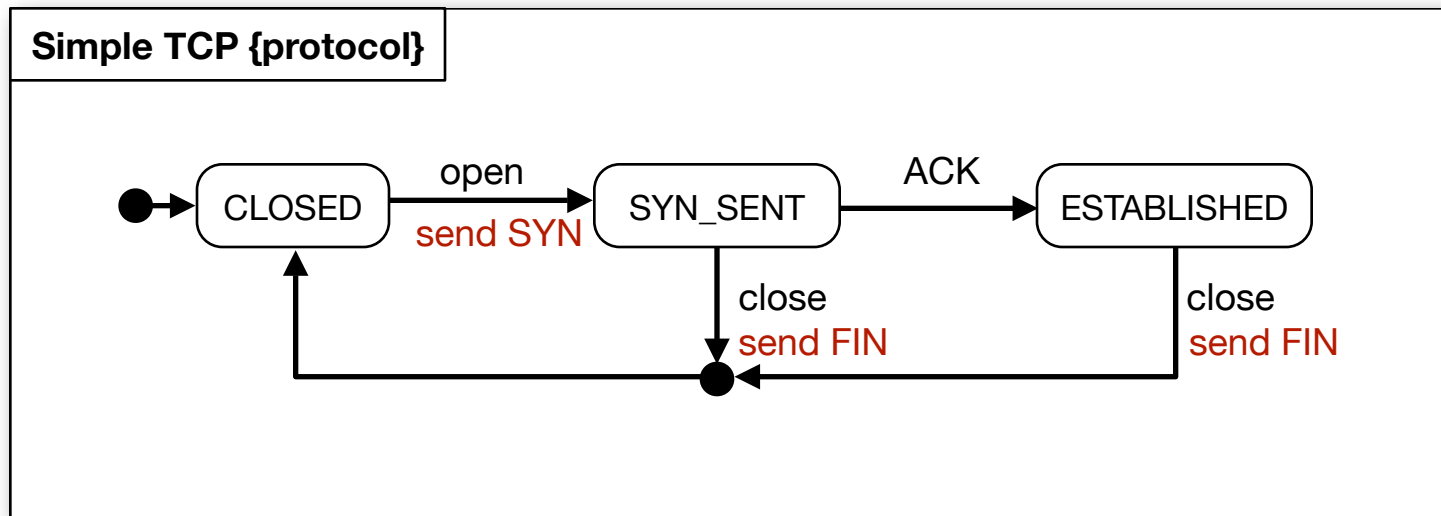 Simple TCP {protocol}
open
ACK
CLOSED
SYN_SENT
ESTABLISHED
send SYN
close
close
send FIN
send FIN